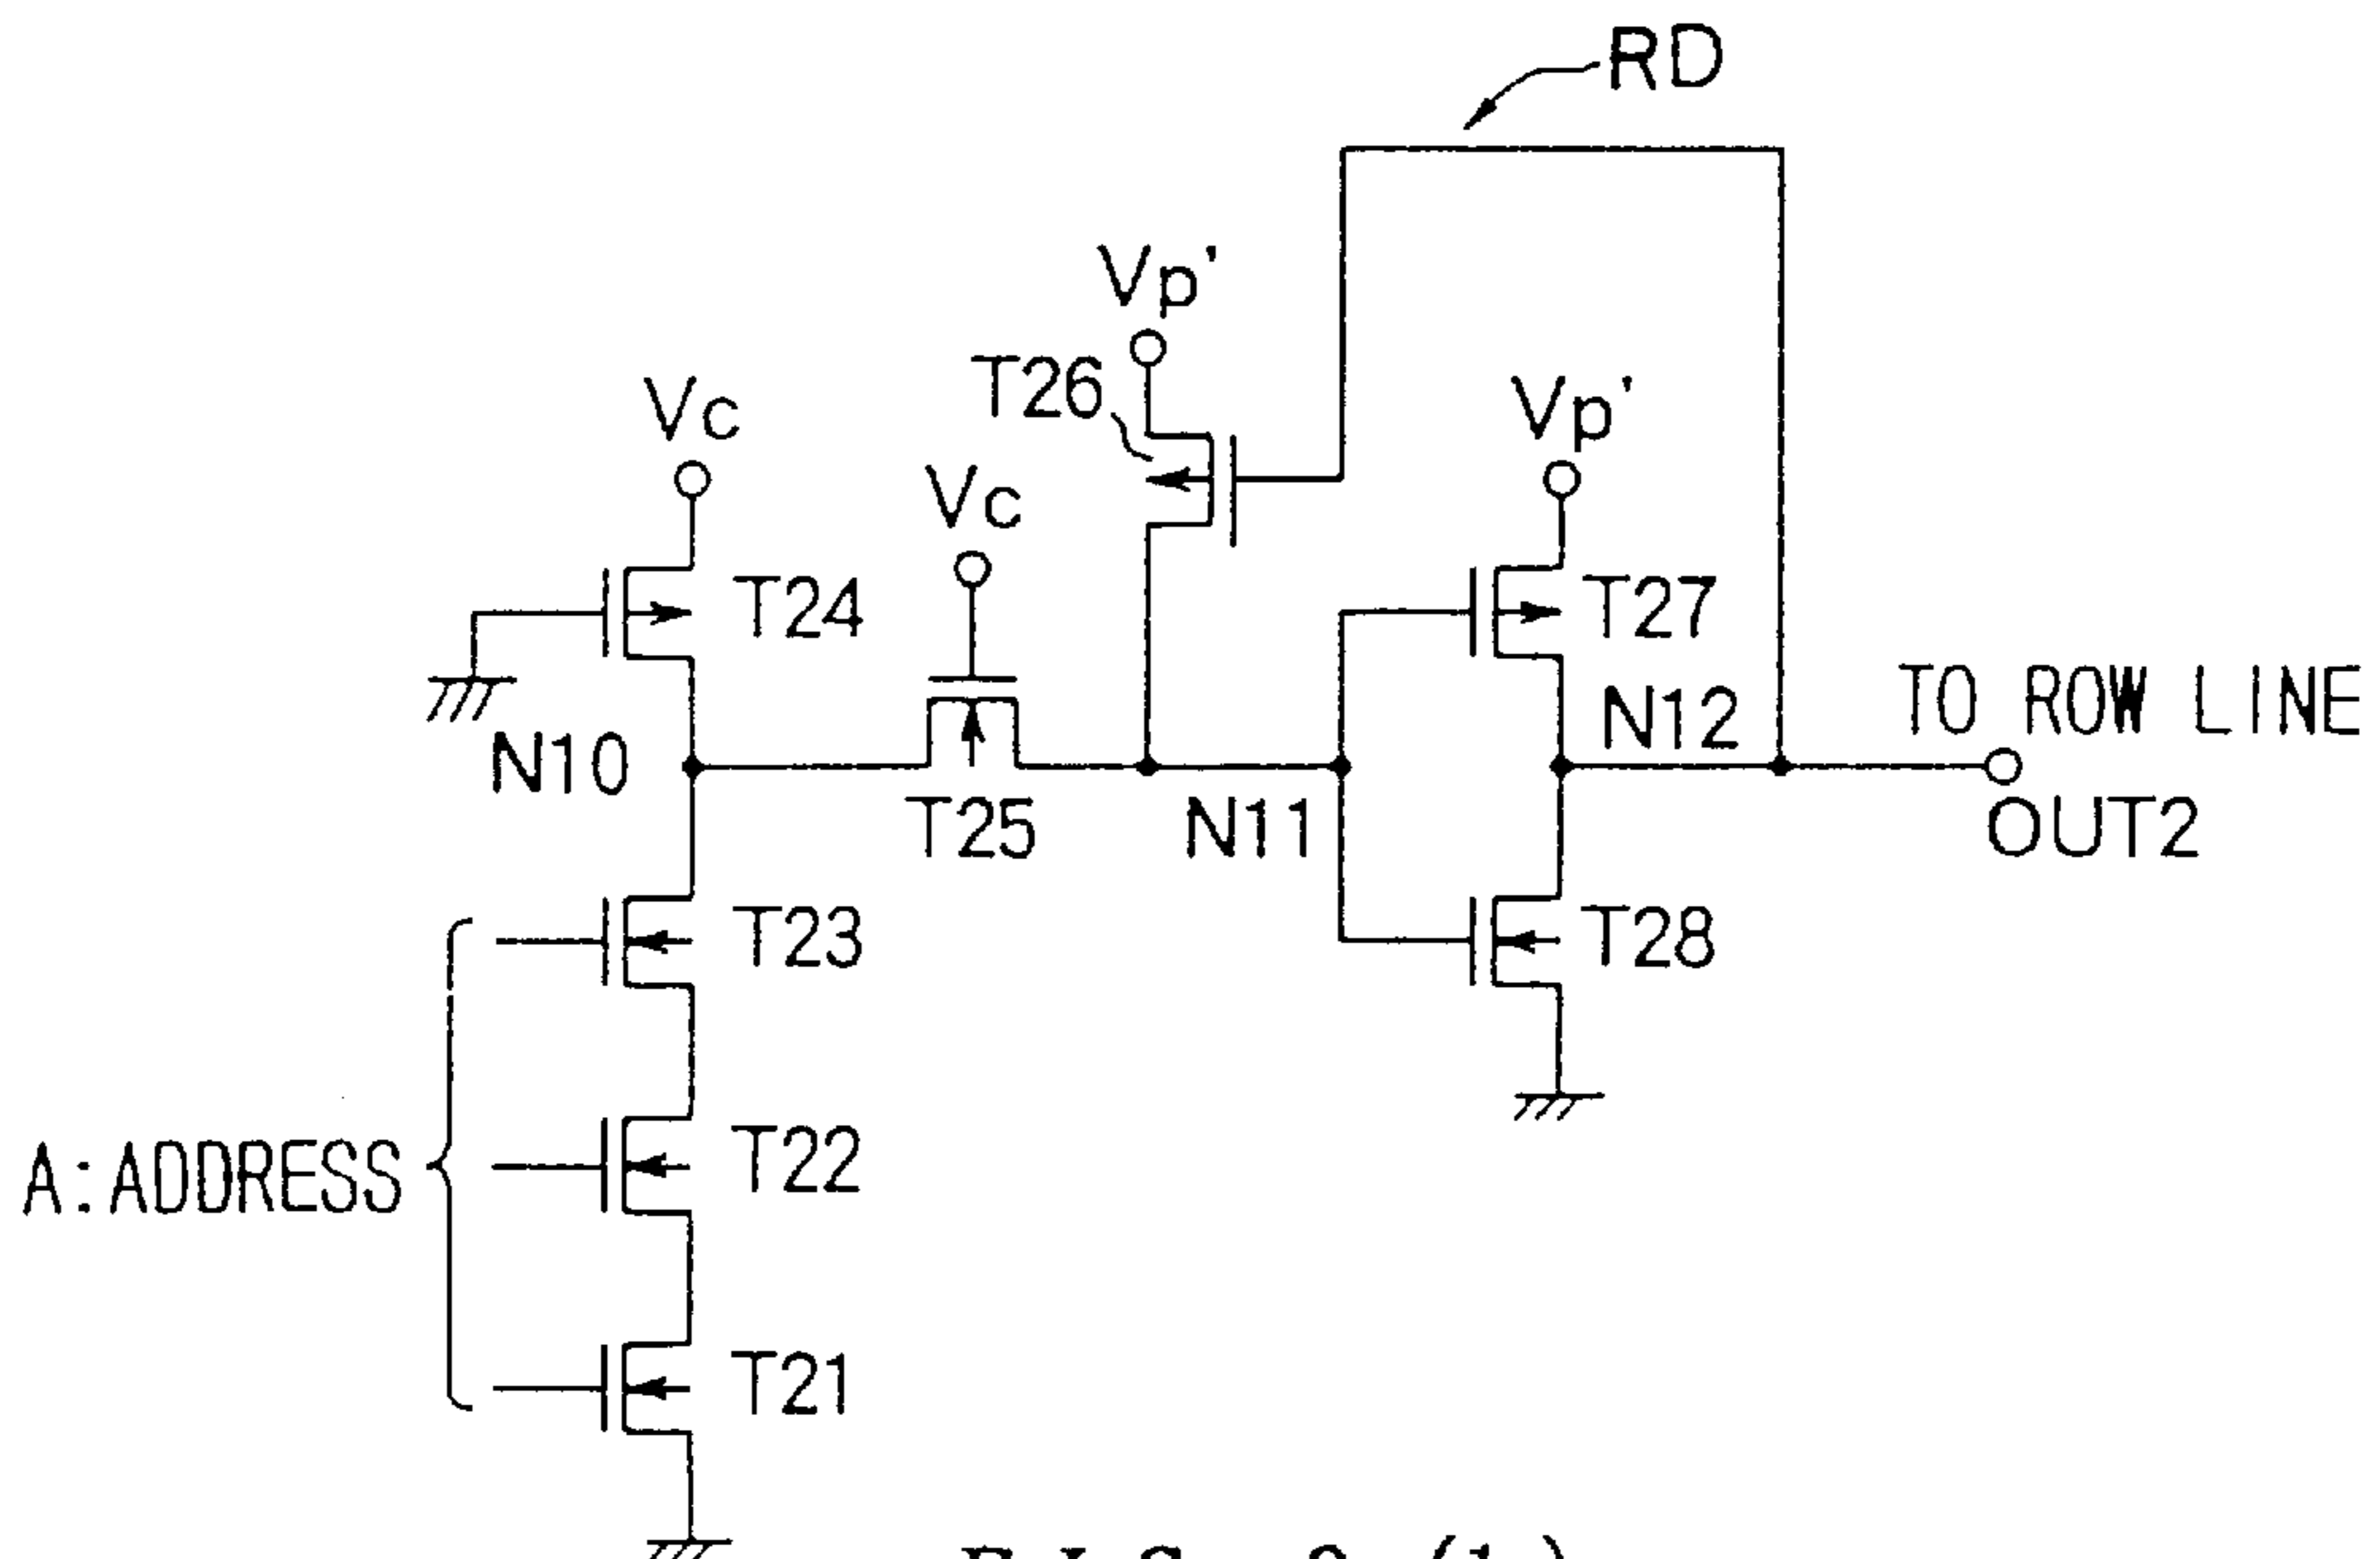 RD
Vp'
T26
Vc
Vp'
Vc
T24
T27
N12
TO ROW LINE
N10
T25
N11
OUT2
T23
T28
A:ADDRESS
T22
T21